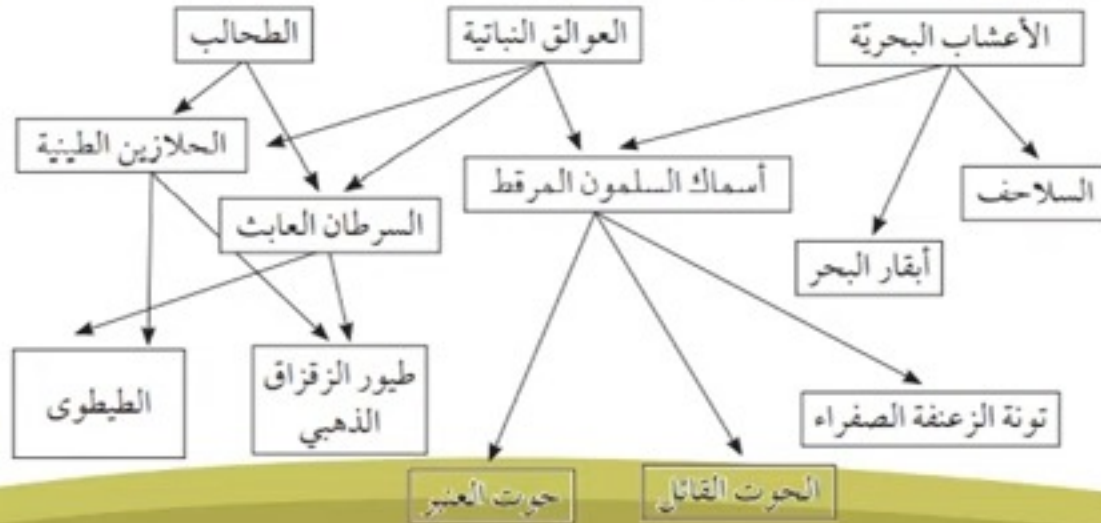 الأعشاب البحريّة
العوالق النباتية
الطحالب
الحلازين الطينية
أسماك السلمون المرقط
السلاحف
السرطان العابث
أبقار البحر
طيور الزقزاق
الذهبي
الطيطوى
تونة الزعنفة الصفراء
الحوت القاتل
حوت العنبر